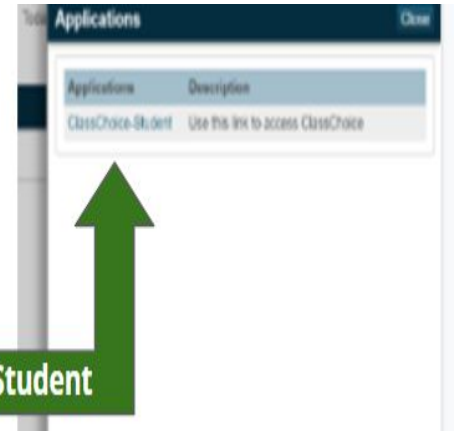 Applications Close
Applications Description
ClassChoice-Student Use this link to access ClassChoice
Student